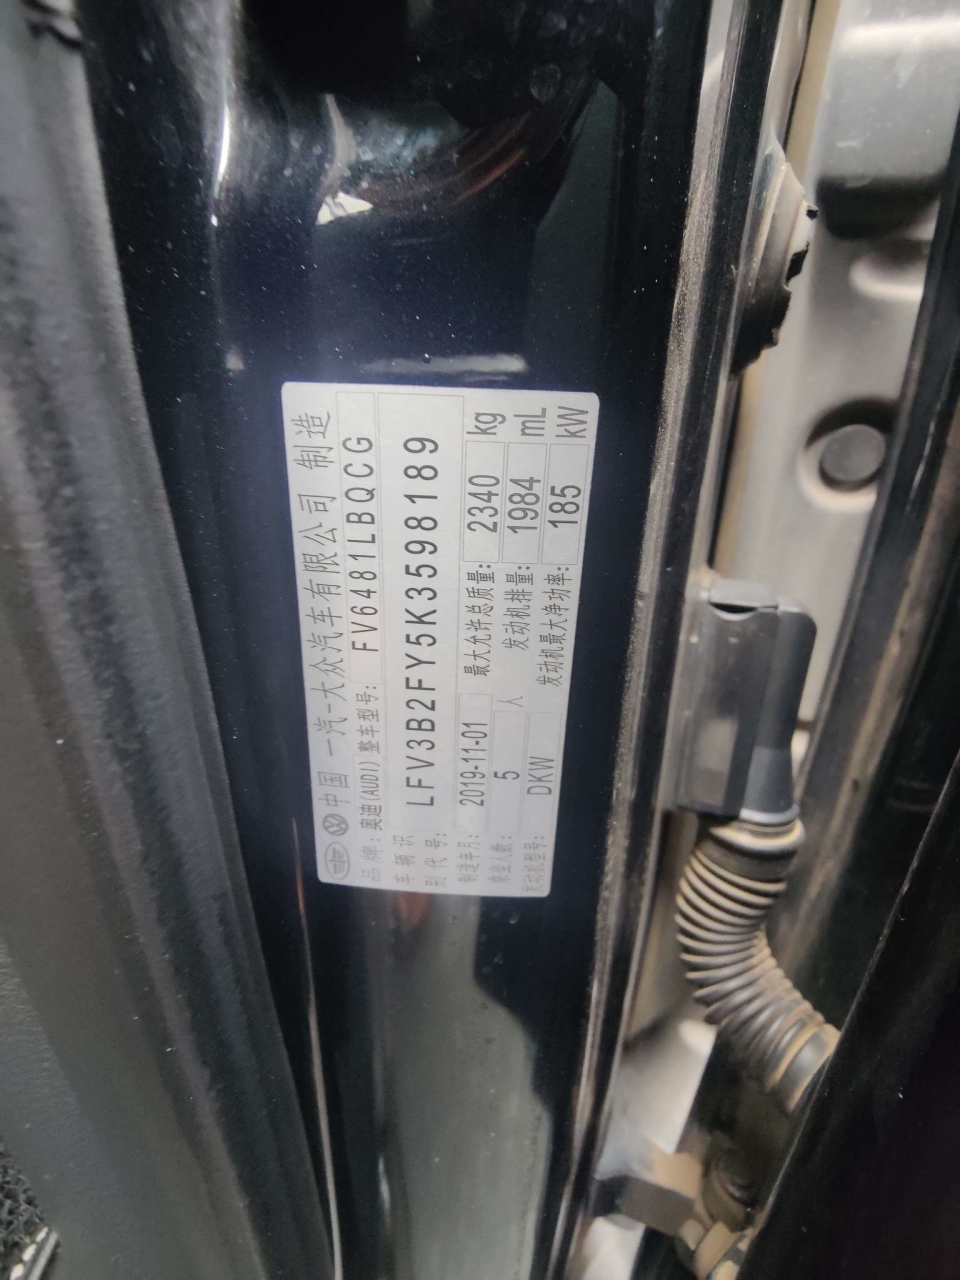 中国 一汽-大众汽车有限公司 制造
品 牌: 奥迪(AUDI) 整车型号: FV6481LBQCG
车 辆 识
别 代 号: LFV3B2FY5K3598189
制造年月: 2019-11-01 最大允许总质量: 2340 kg
乘坐人数: 5 人 发动机排量: 1984 mL
发动机型号: DKW 发动机最大净功率: 185 kW